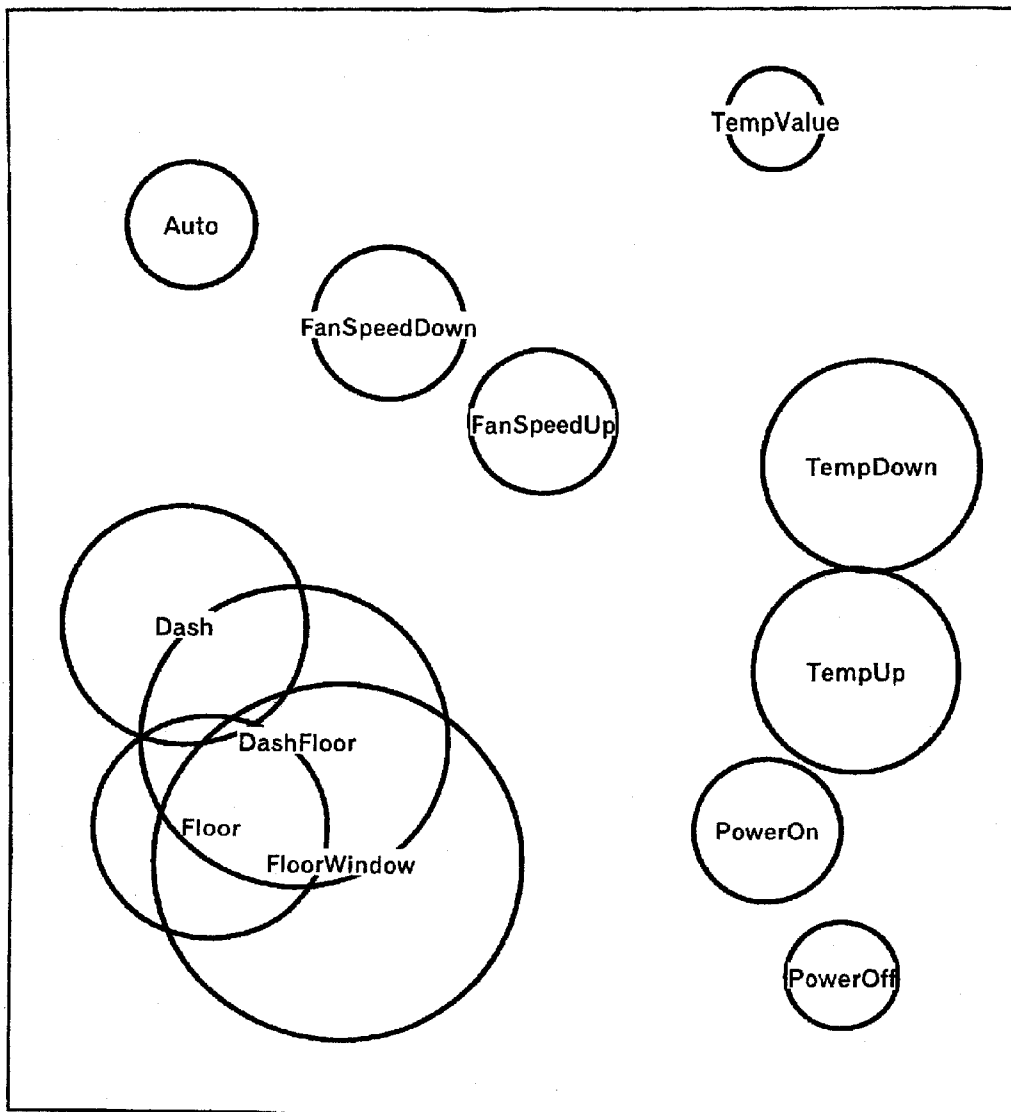 TempValue
Auto
FanSpeedDown
FanSpeedUp
TempDown
Dash
TempUp
DashFloor
Floor
PowerOn
FloorWindow
PowerOff